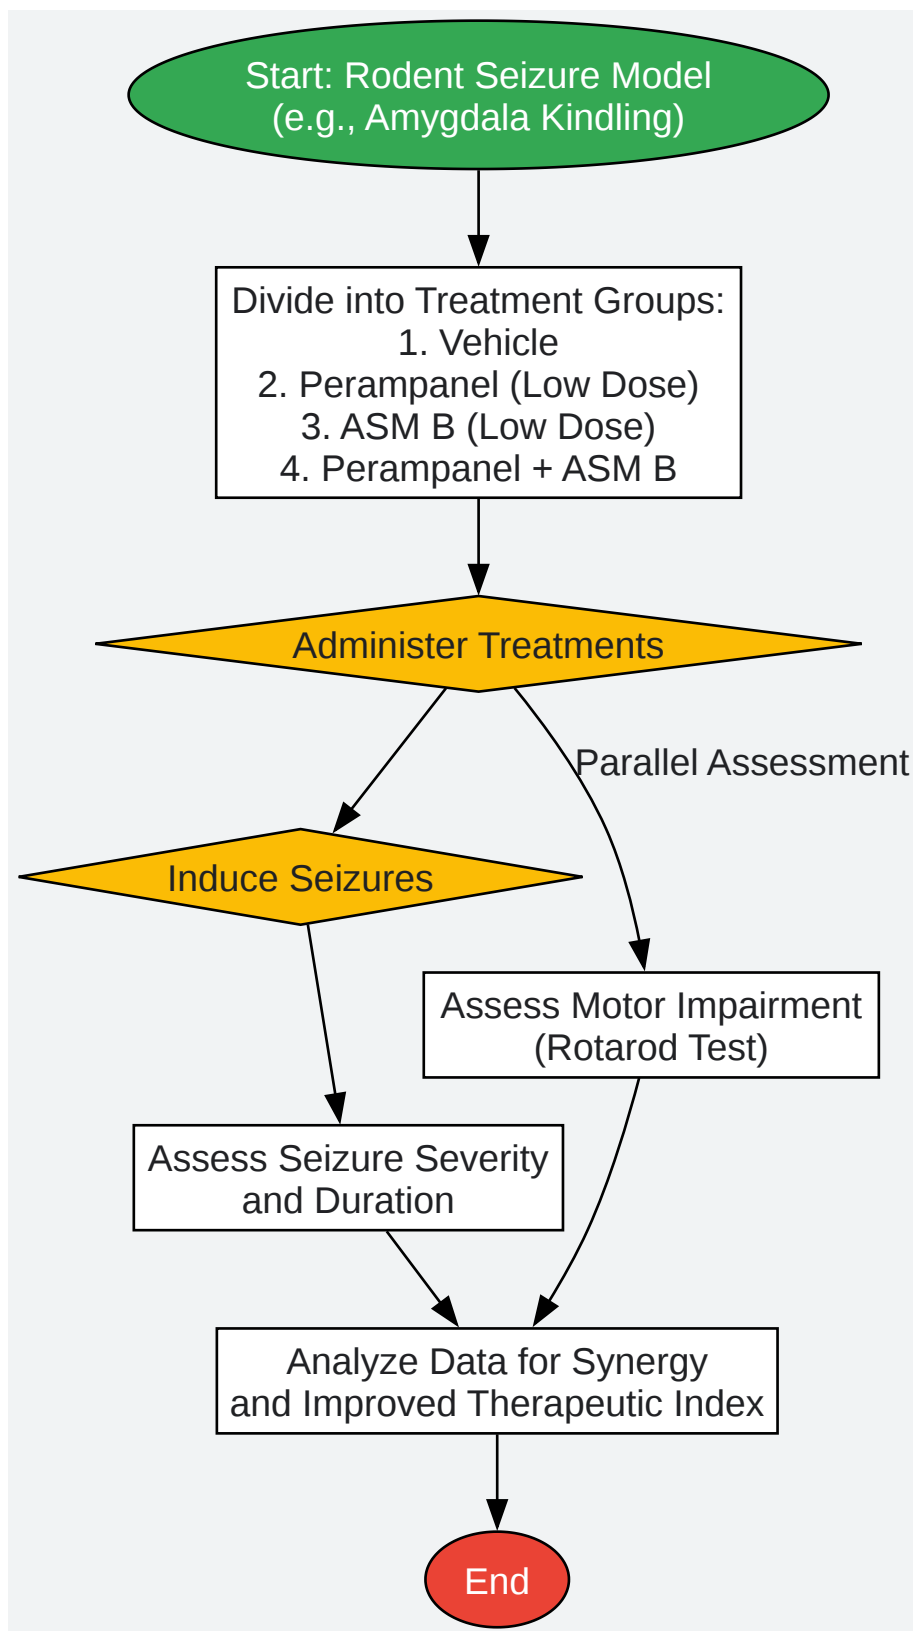 Start: Rodent Seizure Model
(e.g., Amygdala Kindling)
Divide into Treatment Groups:
1. Vehicle
2. Perampanel (Low Dose)
3. ASM B (Low Dose)
4. Perampanel + ASM B
Administer Treatments
Parallel Assessment
Induce Seizures
Assess Motor Impairment
(Rotarod Test)
Assess Seizure Severity
and Duration
Analyze Data for Synergy
and Improved Therapeutic Index
End